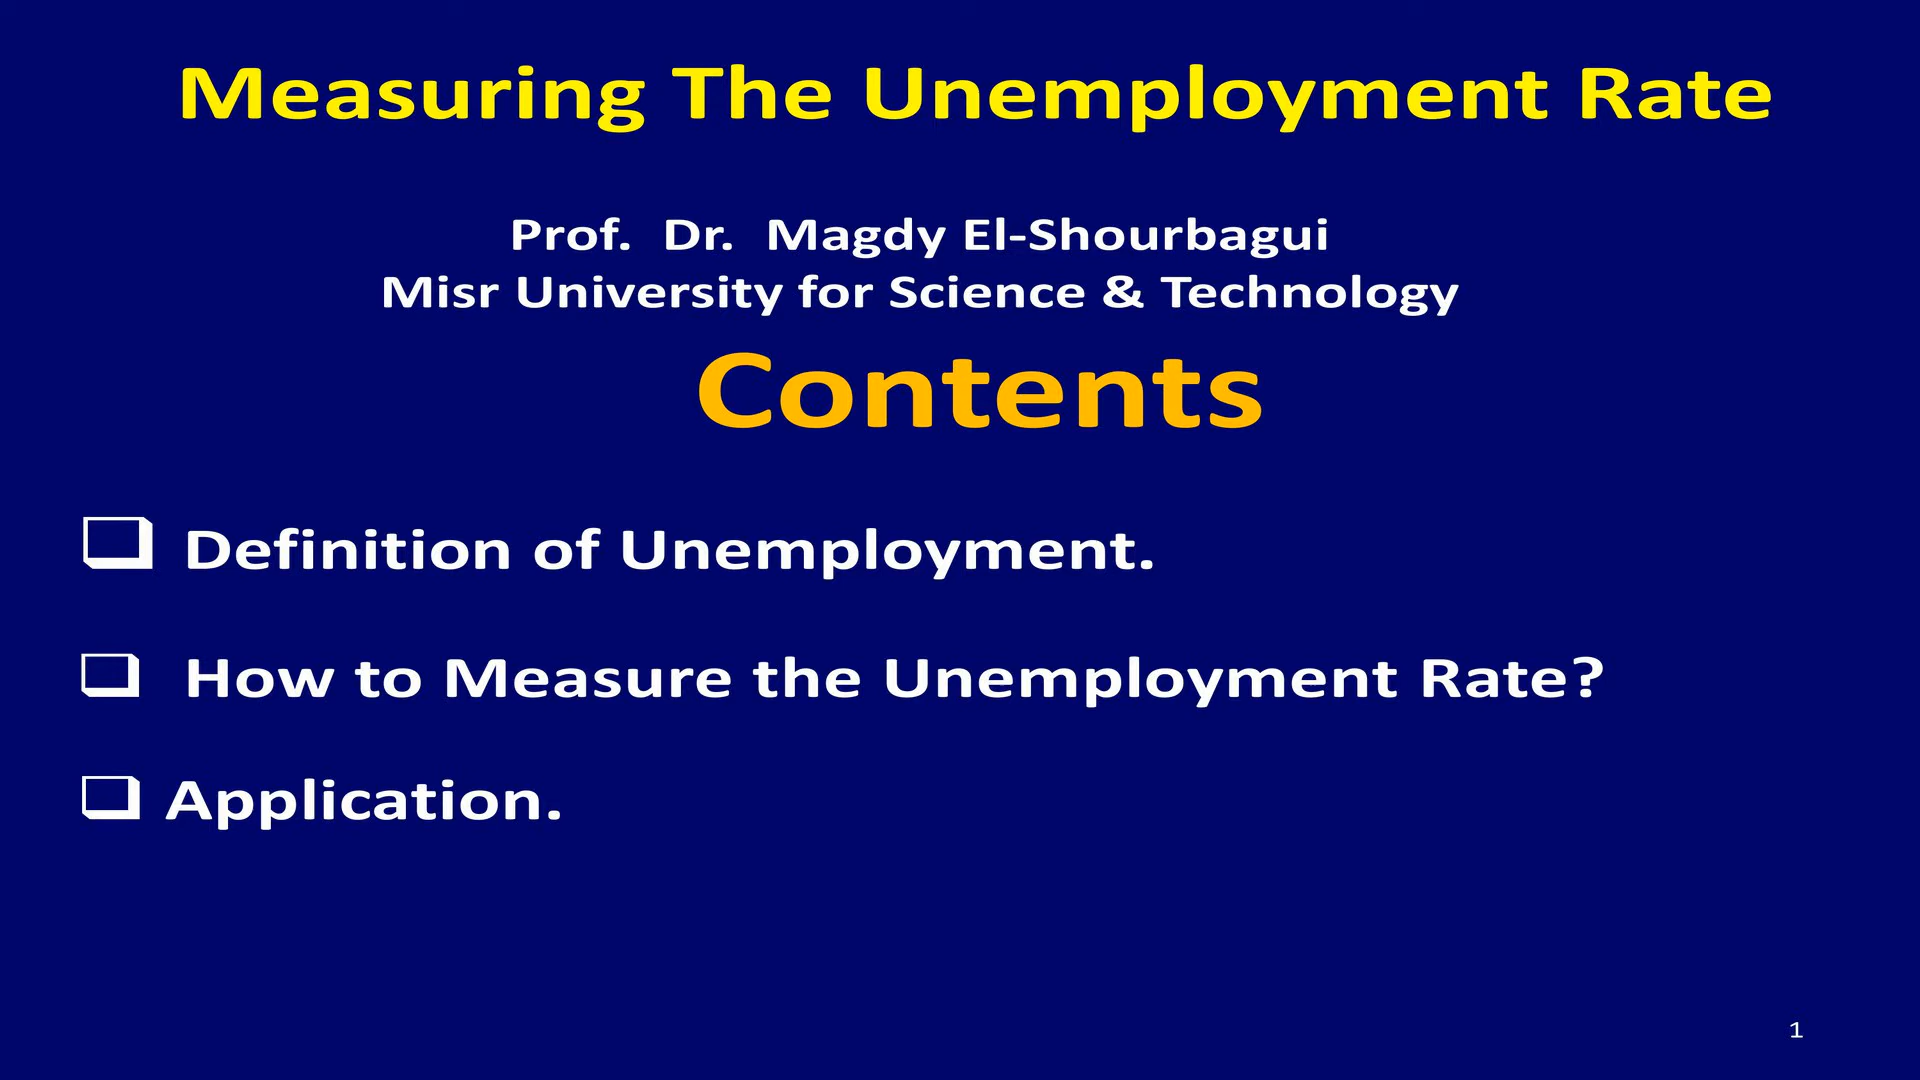 Measuring The Unemployment Rate
Prof. Dr. Magdy El-Shourbagui
Misr University for Science & Technology
Contents
❑ Definition of Unemployment.
❑ How to Measure the Unemployment Rate?
❑ Application.
1